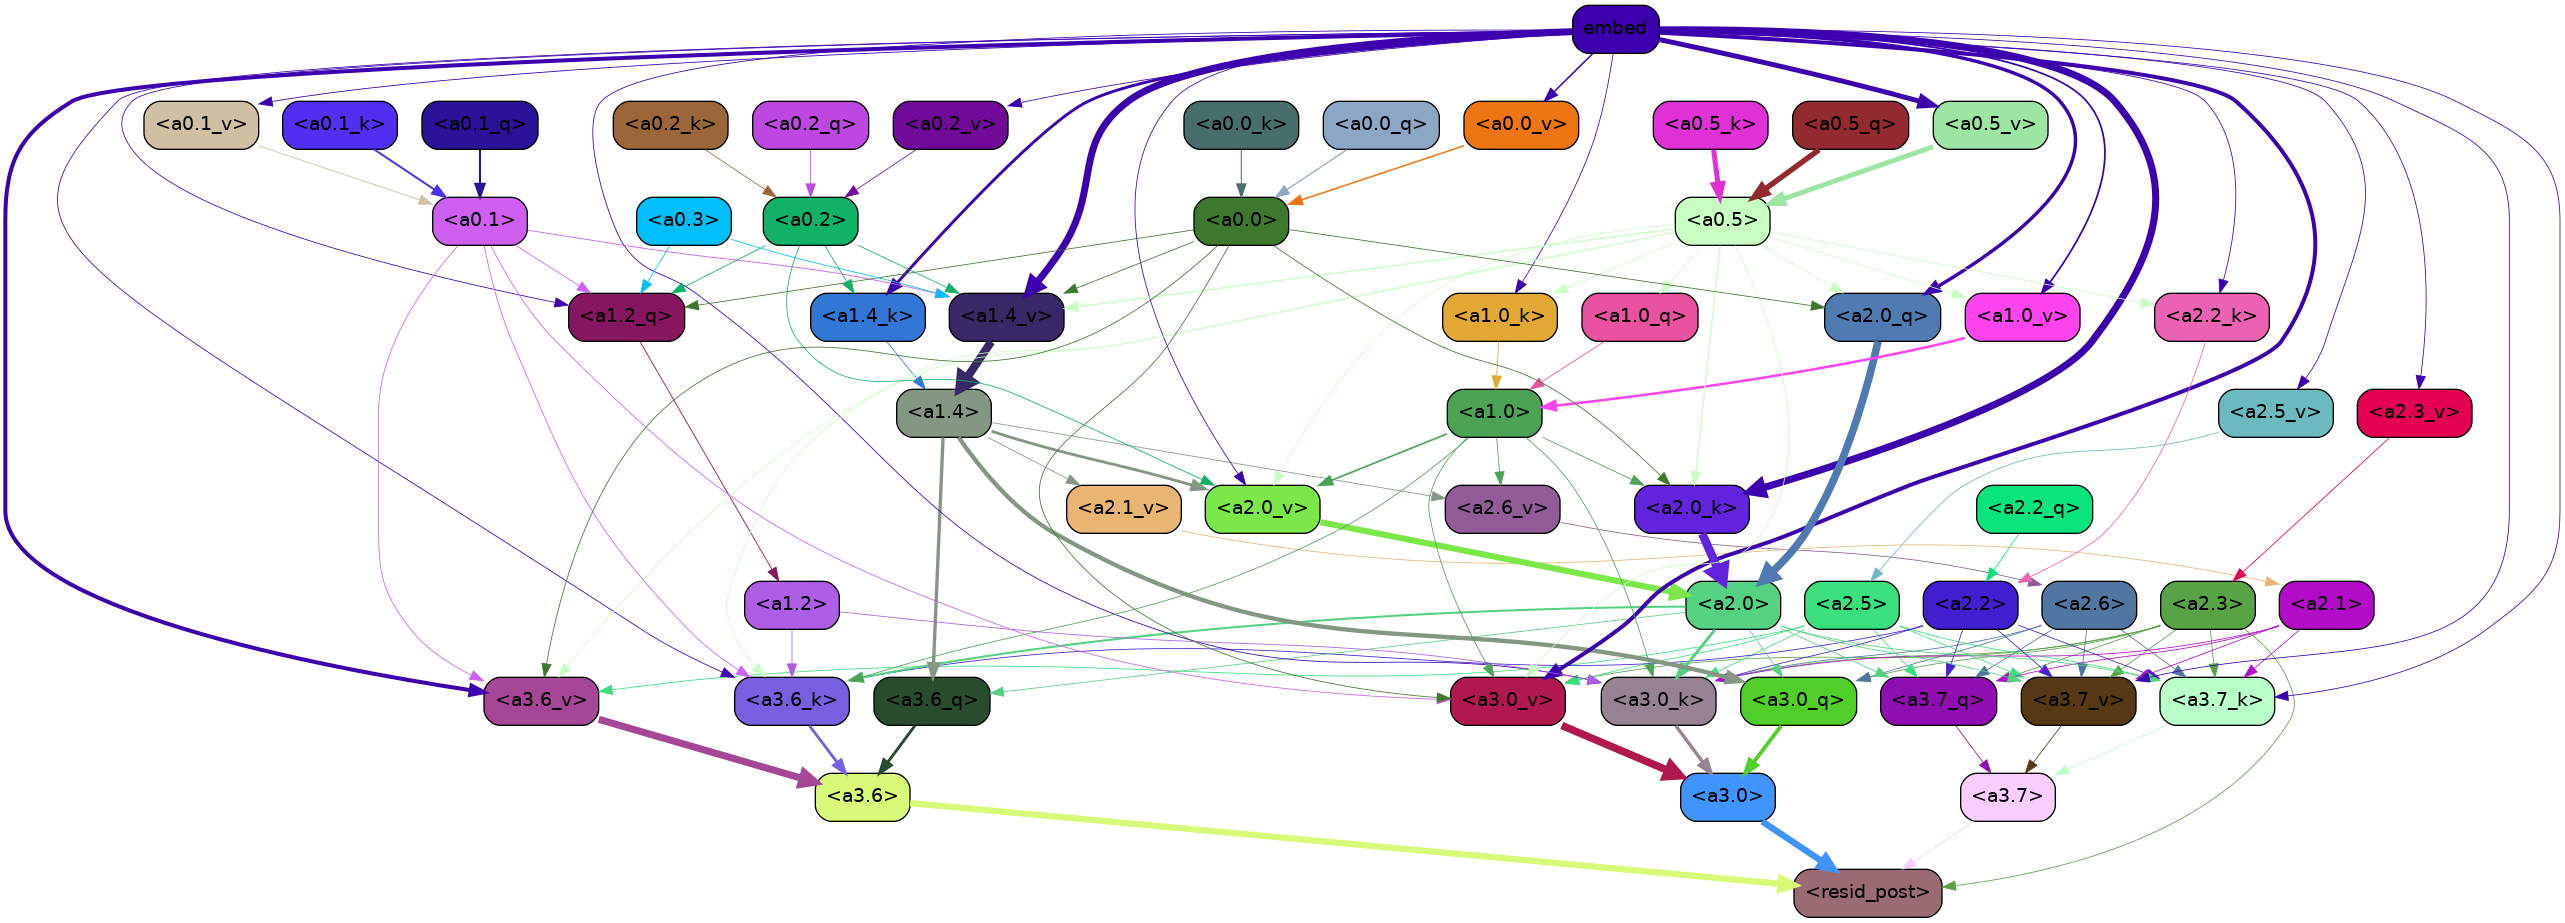 embed
<a0.1_v> <a0.1_k> <a0.1_q> <a0.2_k> <a0.2_q> <a0.2_v> <a0.0_k> <a0.0_q> <a0.0_v> <a0.5_k> <a0.5_q> <a0.5_v>
<a0.1> <a0.3> <a0.2> <a0.0> <a0.5>
<a1.2_q> <a1.4_k> <a1.4_v> <a1.0_k> <a1.0_q> <a2.0_q> <a1.0_v> <a2.2_k>
<a1.4> <a1.0> <a2.5_v> <a2.3_v>
<a2.1_v> <a2.0_v> <a2.6_v> <a2.0_k> <a2.2_q>
<a1.2> <a2.0> <a2.5> <a2.2> <a2.6> <a2.3> <a2.1>
<a3.6_v> <a3.6_k> <a3.6_q> <a3.0_v> <a3.0_k> <a3.0_q> <a3.7_q> <a3.7_v> <a3.7_k>
<a3.6> <a3.0> <a3.7>
<resid_post>